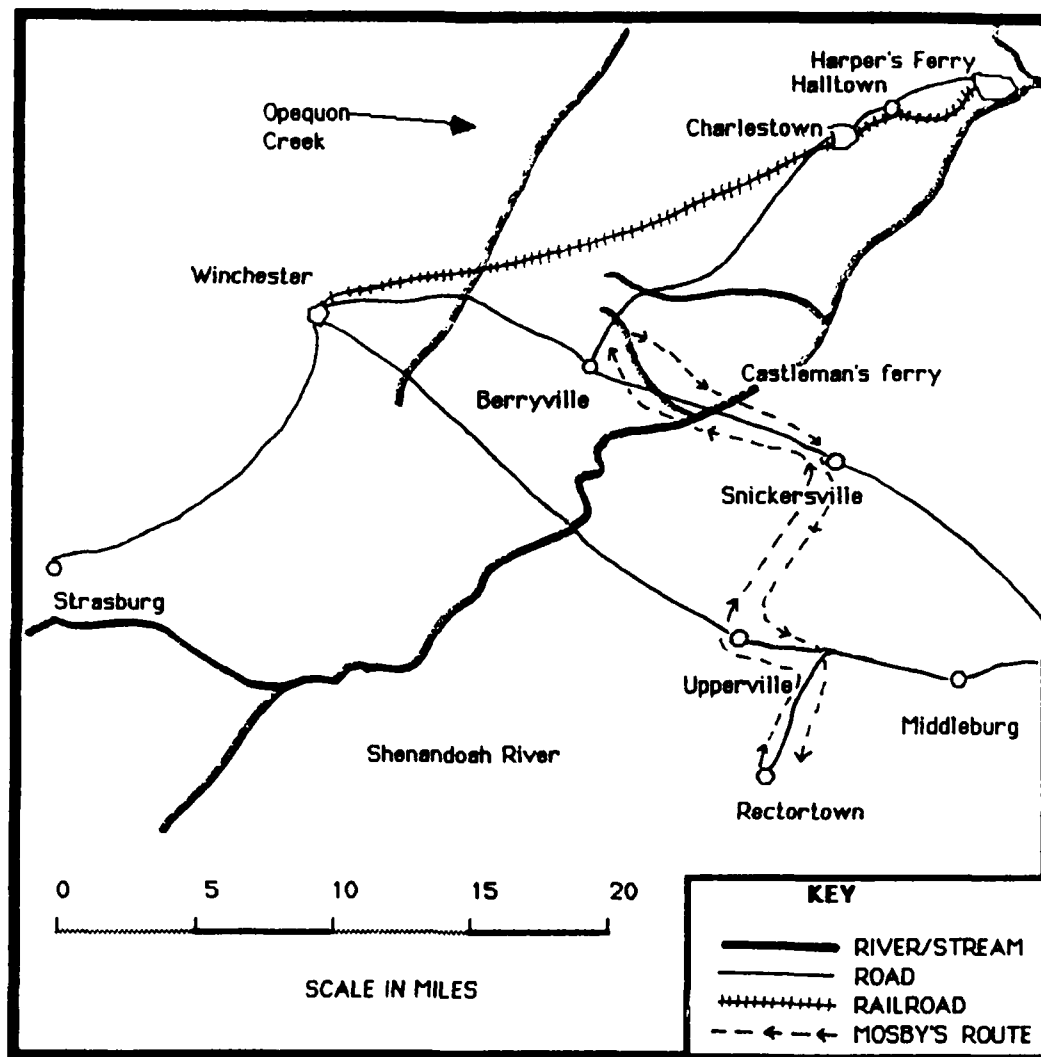 Harper's Ferry
Halltown
Opequon
Creek
Charlestown
Winchester
Castleman's ferry
Berryville
Snickersville
Strasburg
Upperville
Middleburg
Shenandoah River
Rectortown
0 5 10 15 20
SCALE IN MILES
KEY
RIVER/STREAM
ROAD
RAILROAD
MOSBY'S ROUTE